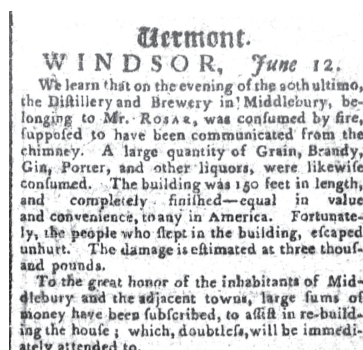 Vermont.
WINDSOR, June 12.
We learn that on the evening of the 20th ultimo,
the Diſtillery and Brewery in Middlebury, be-
longing to Mr. ROSAR, was conſumed by fire,
ſuppoſed to have been communicated from the
chimney. A large quantity of Grain, Brandy,
Gin, Porter, and other liquors, were likewiſe
conſumed. The building was 150 feet in length,
and completely finiſhed—equal in value
and convenience, to any in America. Fortunate-
ly, the people who ſlept in the building, eſcaped
unhurt. The damage is eſtimated at three thouſ-
and pounds.
To the great honor of the inhabitants of Mid-
dlebury and the adjacent towns, large ſums of
money have been ſubſcribed, to aſſiſt in re-build-
ing the houſe; which, doubtleſs, will be immedi-
ately attended to.